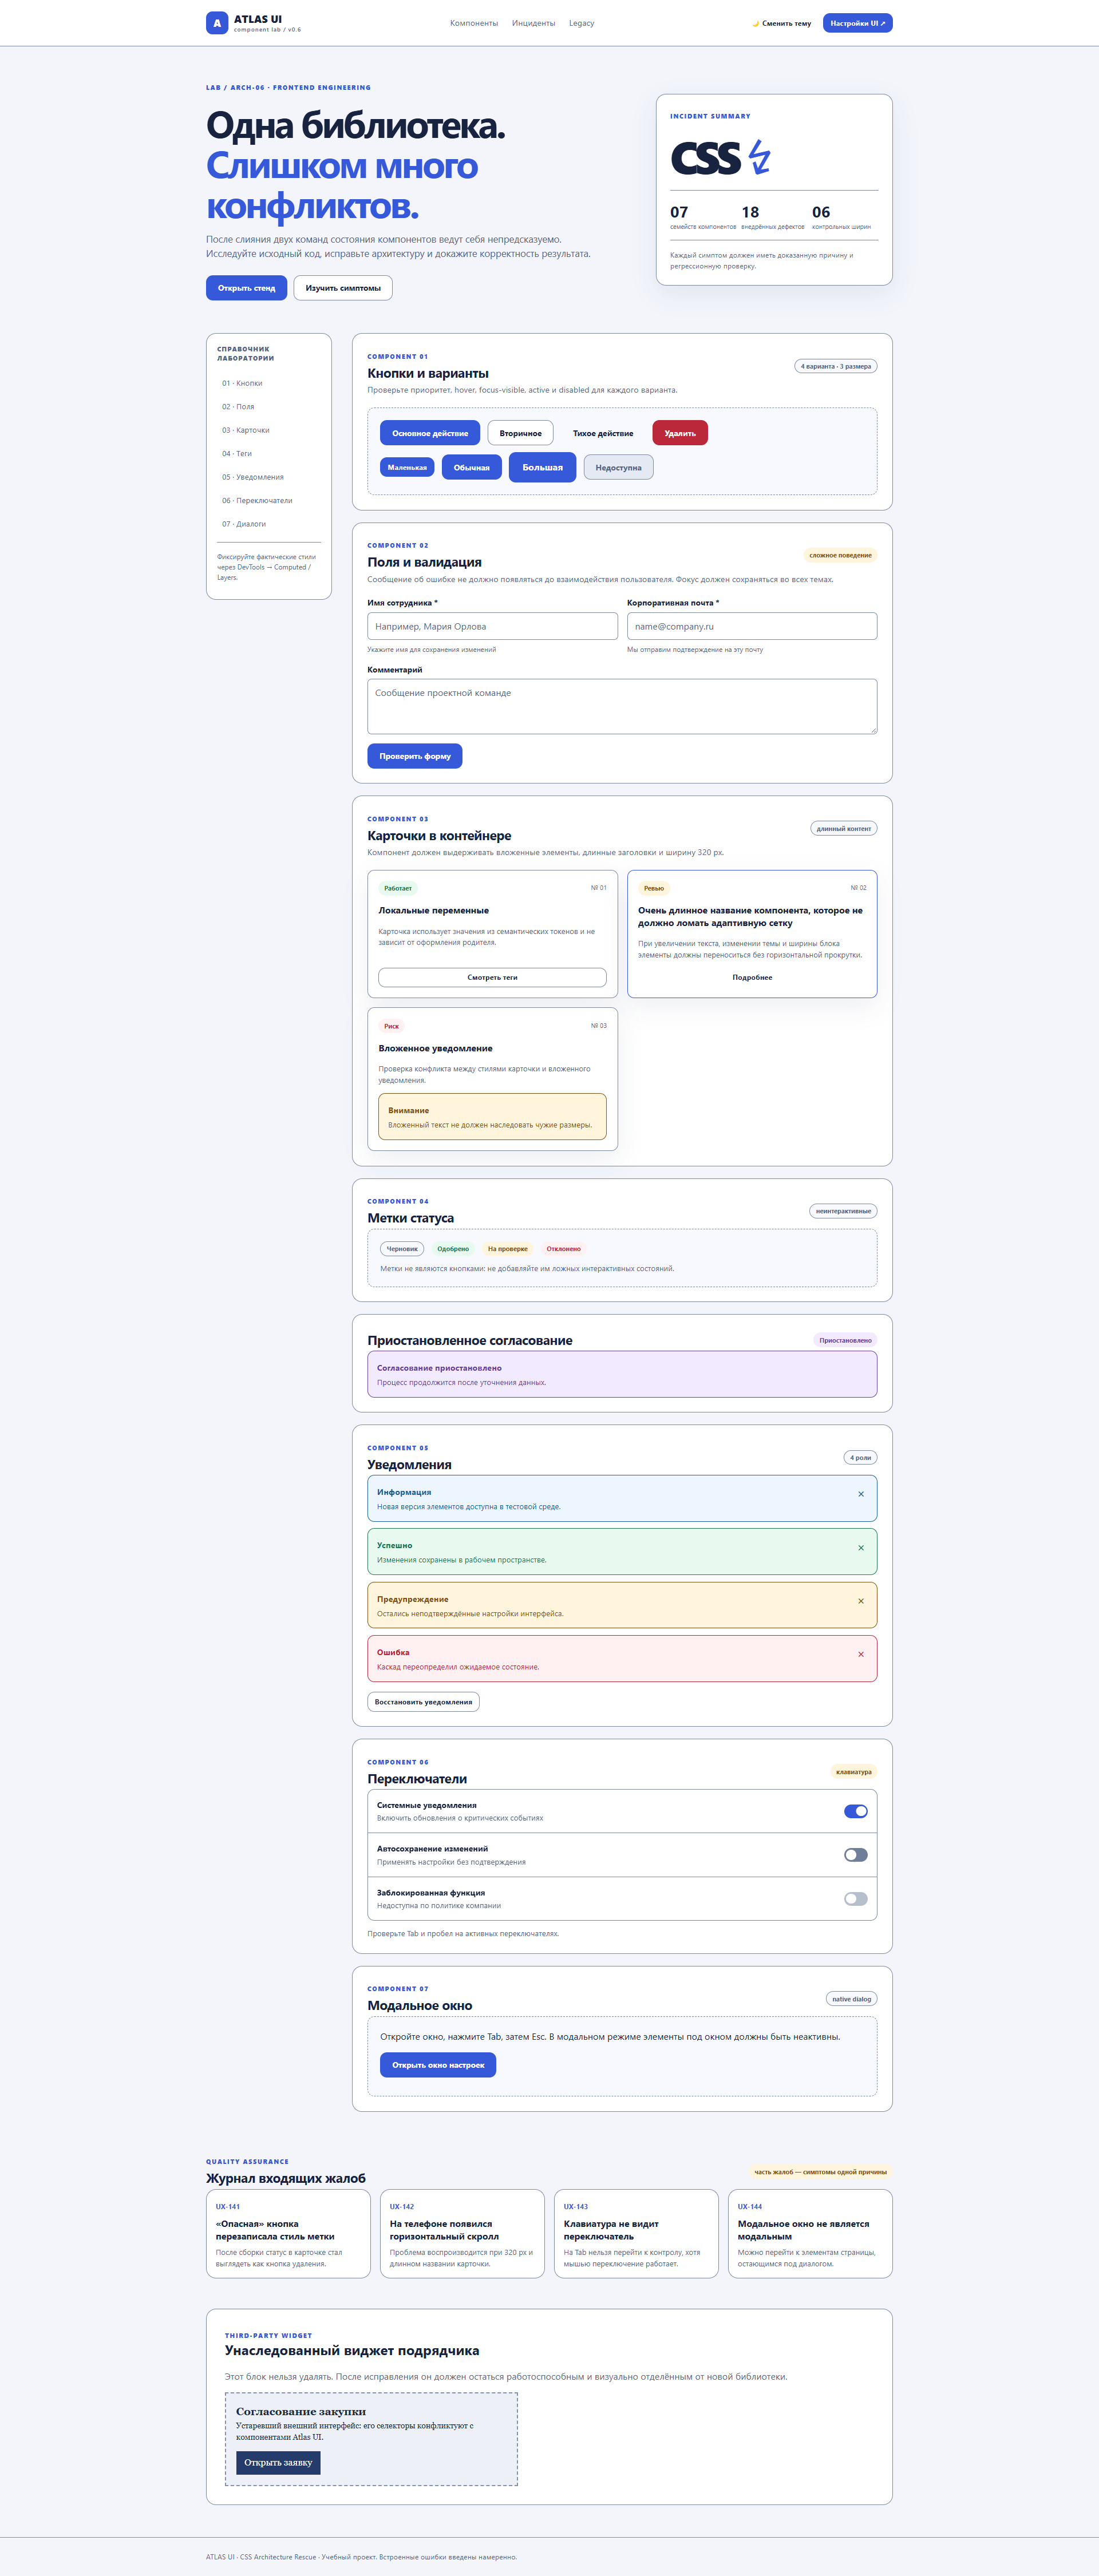 A
ATLAS UI
component lab / v0.6
Компоненты
Инциденты
Legacy
Сменить тему
Настройки UI ↗
LAB / ARCH-06 · FRONTEND ENGINEERING
Одна библиотека.
Слишком много
конфликтов.
После слияния двух команд состояния компонентов ведут себя непредсказуемо.
Исследуйте исходный код, исправьте архитектуру и докажите корректность результата.
Открыть стенд
Изучить симптомы
INCIDENT SUMMARY
CSS
07
семейств компонентов
18
внедрённых дефектов
06
контрольных ширин
Каждый симптом должен иметь доказанную причину и
регрессионную проверку.
СПРАВОЧНИК
ЛАБОРАТОРИИ
01 · Кнопки
02 · Поля
03 · Карточки
04 · Теги
05 · Уведомления
06 · Переключатели
07 · Диалоги
Фиксируйте фактические стили
через DevTools → Computed /
Layers.
COMPONENT 01
Кнопки и варианты
4 варианта · 3 размера
Проверьте приоритет, hover, focus-visible, active и disabled для каждого варианта.
Основное действие
Вторичное
Тихое действие
Удалить
Маленькая
Обычная
Большая
Недоступна
COMPONENT 02
Поля и валидация
сложное поведение
Сообщение об ошибке не должно появляться до взаимодействия пользователя. Фокус должен сохраняться во всех темах.
Имя сотрудника *
Например, Мария Орлова
Укажите имя для сохранения изменений
Корпоративная почта *
name@company.ru
Мы отправим подтверждение на эту почту
Комментарий
Сообщение проектной команде
Проверить форму
COMPONENT 03
Карточки в контейнере
длинный контент
Компонент должен выдерживать вложенные элементы, длинные заголовки и ширину 320 px.
Работает
№ 01
Локальные переменные
Карточка использует значения из семантических токенов и не
зависит от оформления родителя.
Смотреть теги
Ревью
№ 02
Очень длинное название компонента, которое не
должно ломать адаптивную сетку
При увеличении текста, изменении темы и ширины блока
элементы должны переноситься без горизонтальной прокрутки.
Подробнее
Риск
№ 03
Вложенное уведомление
Проверка конфликта между стилями карточки и вложенного
уведомления.
Внимание
Вложенный текст не должен наследовать чужие размеры.
COMPONENT 04
Метки статуса
неинтерактивные
Черновик
Одобрено
На проверке
Отклонено
Метки не являются кнопками: не добавляйте им ложных интерактивных состояний.
Приостановленное согласование
Приостановлено
Согласование приостановлено
Процесс продолжится после уточнения данных.
COMPONENT 05
Уведомления
4 роли
Информация
Новая версия элементов доступна в тестовой среде.
×
Успешно
Изменения сохранены в рабочем пространстве.
×
Предупреждение
Остались неподтверждённые настройки интерфейса.
×
Ошибка
Каскад переопределил ожидаемое состояние.
×
Восстановить уведомления
COMPONENT 06
Переключатели
клавиатура
Системные уведомления
Включить обновления о критических событиях
Автосохранение изменений
Применять настройки без подтверждения
Заблокированная функция
Недоступна по политике компании
Проверьте Tab и пробел на активных переключателях.
COMPONENT 07
Модальное окно
native dialog
Откройте окно, нажмите Tab, затем Esc. В модальном режиме элементы под окном должны быть неактивны.
Открыть окно настроек
QUALITY ASSURANCE
Журнал входящих жалоб
часть жалоб — симптомы одной причины
UX-141
«Опасная» кнопка
перезаписала стиль метки
После сборки статус в карточке стал
выглядеть как кнопка удаления.
UX-142
На телефоне появился
горизонтальный скролл
Проблема воспроизводится при 320 px и
длинном названии карточки.
UX-143
Клавиатура не видит
переключатель
На Tab нельзя перейти к контролу, хотя
мышью переключение работает.
UX-144
Модальное окно не является
модальным
Можно перейти к элементам страницы,
остающимся под диалогом.
THIRD-PARTY WIDGET
Унаследованный виджет подрядчика
Этот блок нельзя удалять. После исправления он должен остаться работоспособным и визуально отделённым от новой библиотеки.
Согласование закупки
Устаревший внешний интерфейс: его селекторы конфликтуют с
компонентами Atlas UI.
Открыть заявку
ATLAS UI · CSS Architecture Rescue · Учебный проект. Встроенные ошибки введены намеренно.